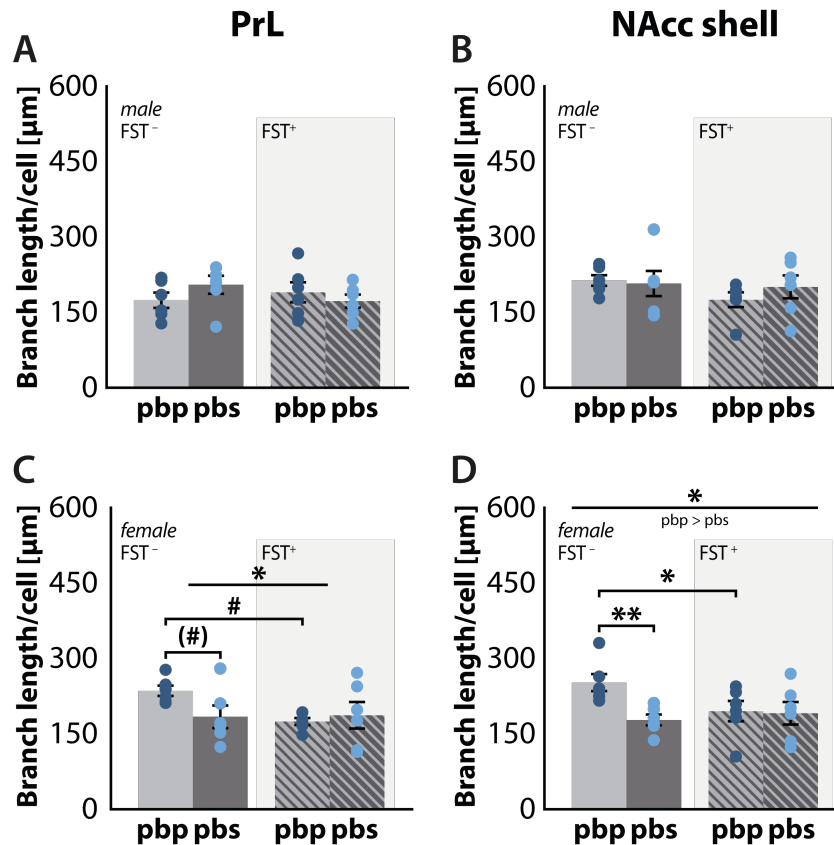 PrL
NAcc shell
A
Branch length/cell [µm]
600
450
300
150
0
male
FST⁻
FST⁺
pbp pbs
pbp pbs
B
Branch length/cell [µm]
600
450
300
150
0
male
FST⁻
FST⁺
pbp pbs
pbp pbs
C
Branch length/cell [µm]
600
450
300
150
0
female
FST⁻
FST⁺
*
#
(#)
pbp pbs
pbp pbs
D
Branch length/cell [µm]
600
450
300
150
0
*
pbp > pbs
female
FST⁻
FST⁺
*
**
pbp pbs
pbp pbs